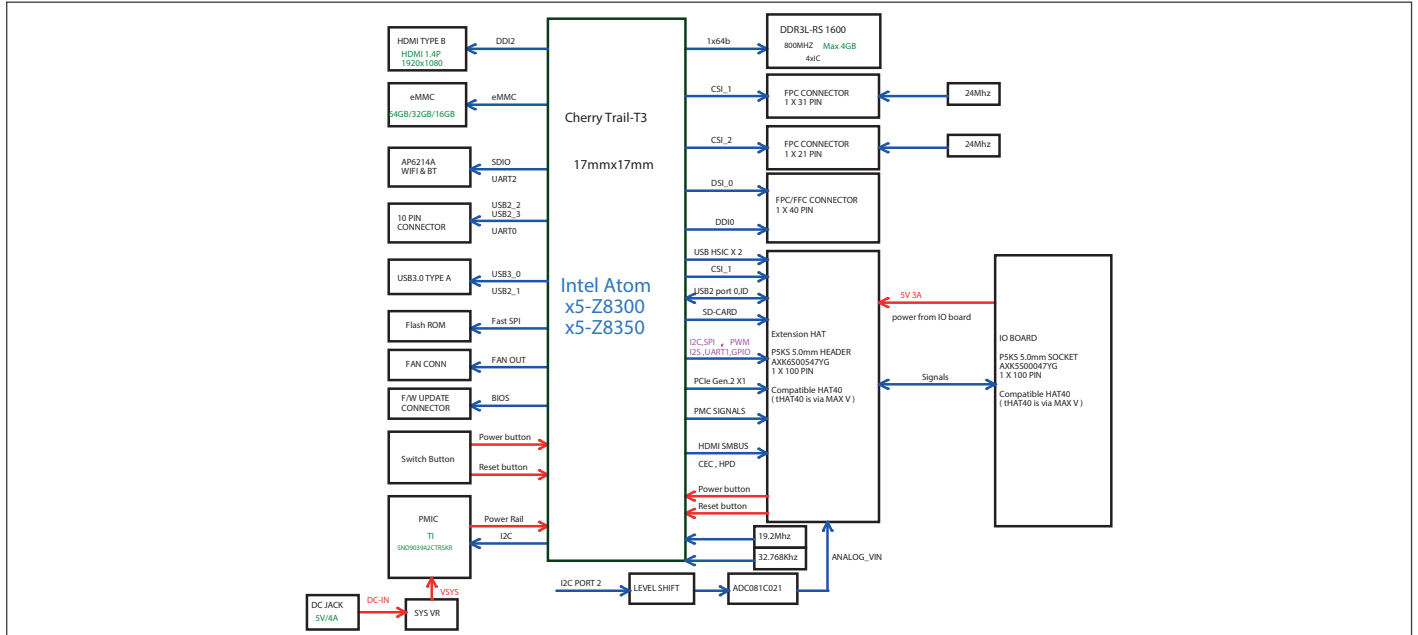 HDMI TYPE B
HDMI 1.4P
1920x1080
DDI2
eMMC
64GB/32GB/16GB
eMMC
AP6214A
WIFI & BT
SDIO
UART2
10 PIN
CONNECTOR
USB2_2
USB2_3
UART0
USB3.0 TYPE A
USB3_0
USB2_1
Flash ROM
Fast SPI
FAN CONN
FAN OUT
F/W UPDATE
CONNECTOR
BIOS
Switch Button
Power button
Reset button
PMIC
TI
SND9039A2CTRSKR
Power Rail
I2C
DC JACK
5V/4A
DC-IN
SYS VR
VSYS
Cherry Trail-T3
17mmx17mm
Intel Atom
x5-Z8300
x5-Z8350
1x64b
DDR3L-RS 1600
800MHZ Max 4GB
4xIC
CSI_1
FPC CONNECTOR
1 X 31 PIN
24Mhz
CSI_2
FPC CONNECTOR
1 X 21 PIN
24Mhz
DSI_0
DDI0
FPC/FFC CONNECTOR
1 X 40 PIN
USB HSIC X 2
CSI_1
USB2 port 0,ID
SD-CARD
I2C,SPI , PWM
I2S ,UART1,GPIO
PCIe Gen.2 X1
PMC SIGNALS
HDMI SMBUS
CEC , HPD
Power button
Reset button
19.2Mhz
32.768Khz
Extension HAT
P5KS 5.0mm HEADER
AXK6S00547YG
1 X 100 PIN
Compatible HAT40
( tHAT40 is via MAX V )
5V 3A
power from IO board
Signals
IO BOARD
P5KS 5.0mm SOCKET
AXK5S00047YG
1 X 100 PIN
Compatible HAT40
( tHAT40 is via MAX V )
I2C PORT 2
LEVEL SHIFT
ADC081C021
ANALOG_VIN